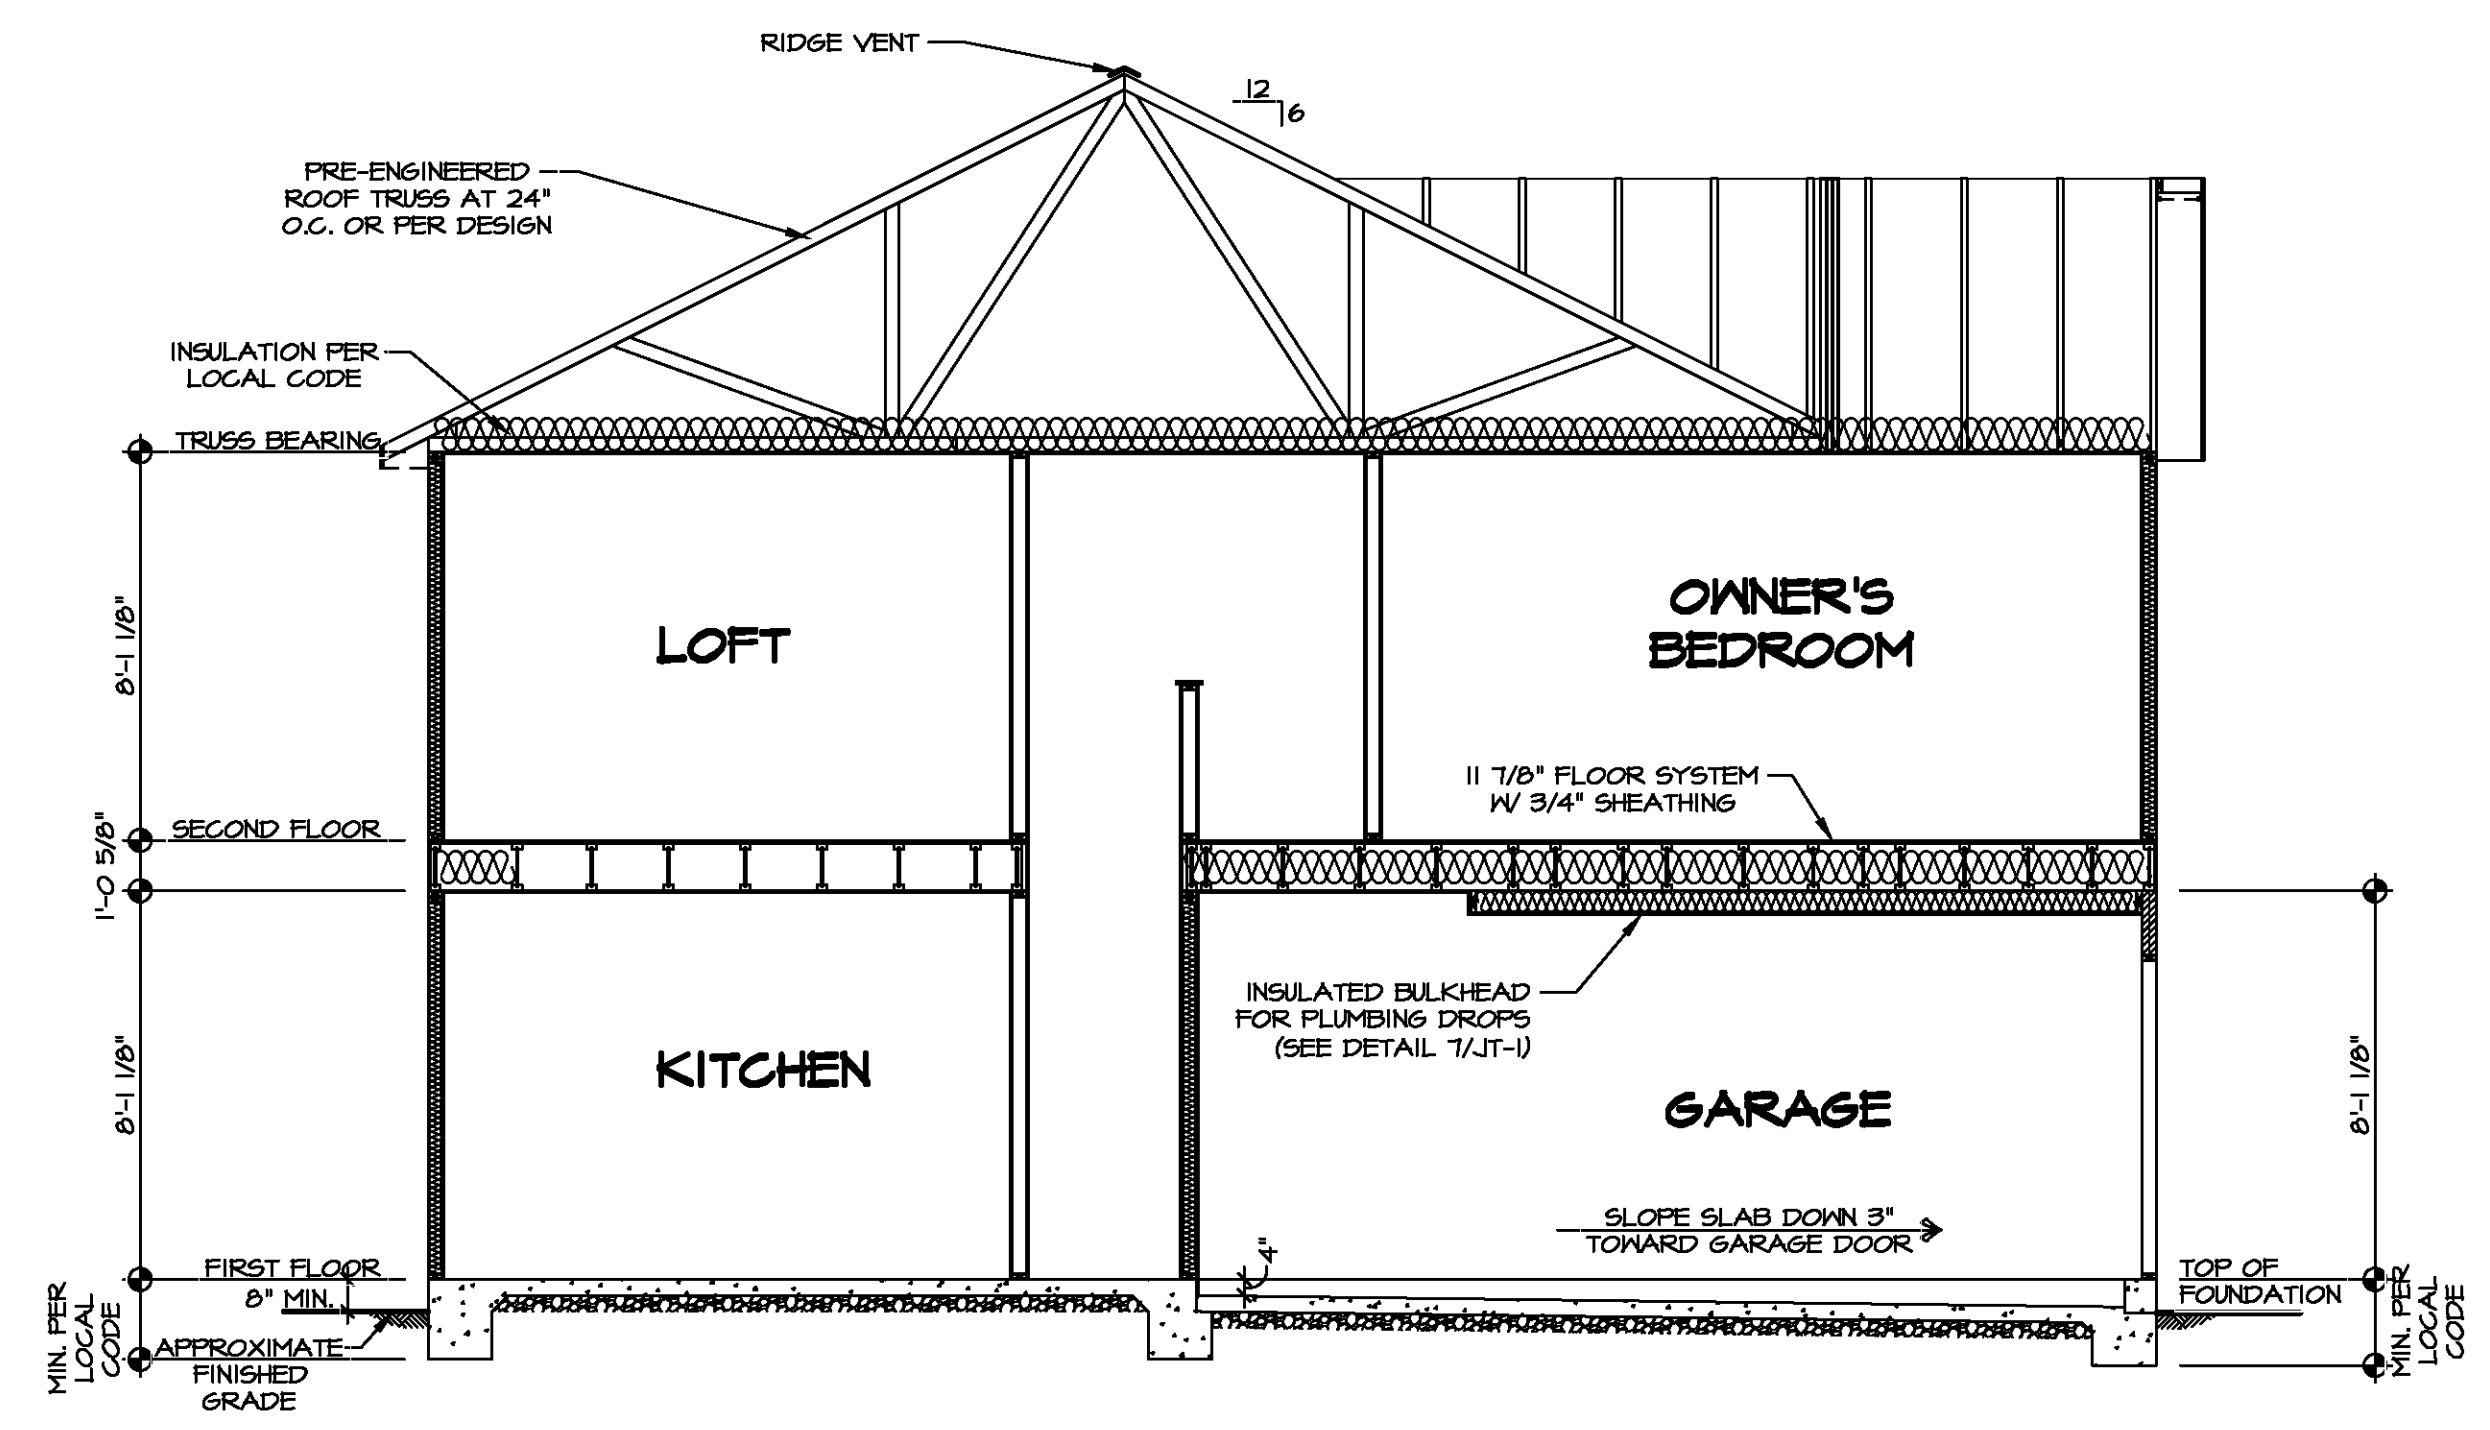 RIDGE VENT
12
6
PRE-ENGINEERED
ROOF TRUSS AT 24"
O.C. OR PER DESIGN
INSULATION PER
LOCAL CODE
TRUSS BEARING
8'-1 1/8"
LOFT
OWNER'S
BEDROOM
11 7/8" FLOOR SYSTEM
W/ 3/4" SHEATHING
SECOND FLOOR
1'-0 5/8"
INSULATED BULKHEAD
FOR PLUMBING DROPS
(SEE DETAIL 7/JT-1)
8'-1 1/8"
KITCHEN
GARAGE
8'-1 1/8"
SLOPE SLAB DOWN 3"
TOWARD GARAGE DOOR
4"
FIRST FLOOR
8" MIN.
TOP OF
FOUNDATION
MIN. PER
LOCAL
CODE
APPROXIMATE
FINISHED
GRADE
MIN. PER
LOCAL
CODE